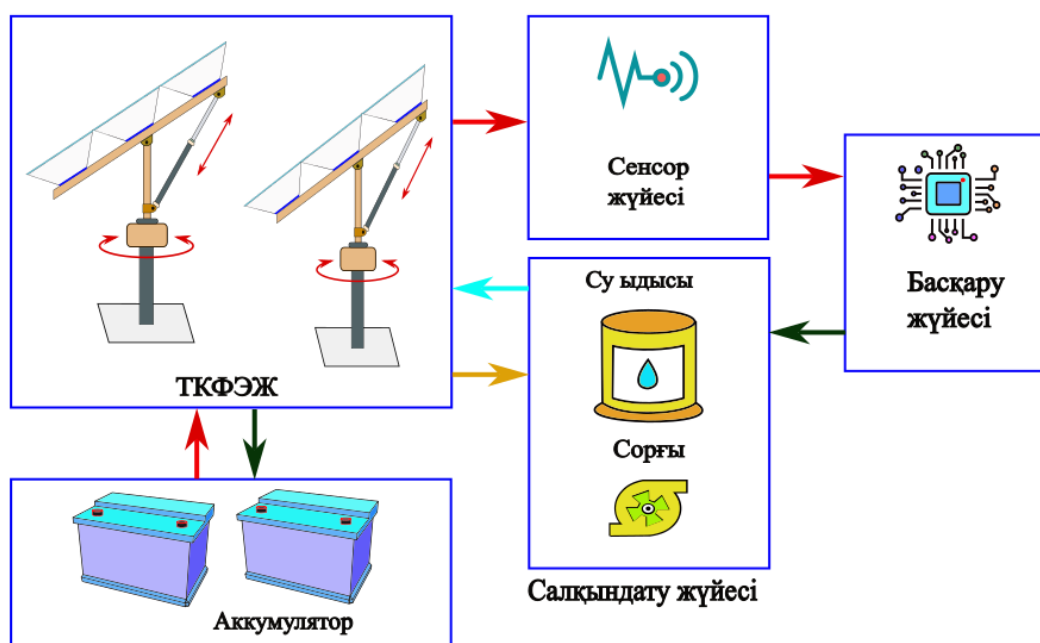 Сенсор
жүйесі
Басқару
жүйесі
Су ыдысы
ТКФЭЖ
Сорғы
Салқындату жүйесі
Аккумулятор